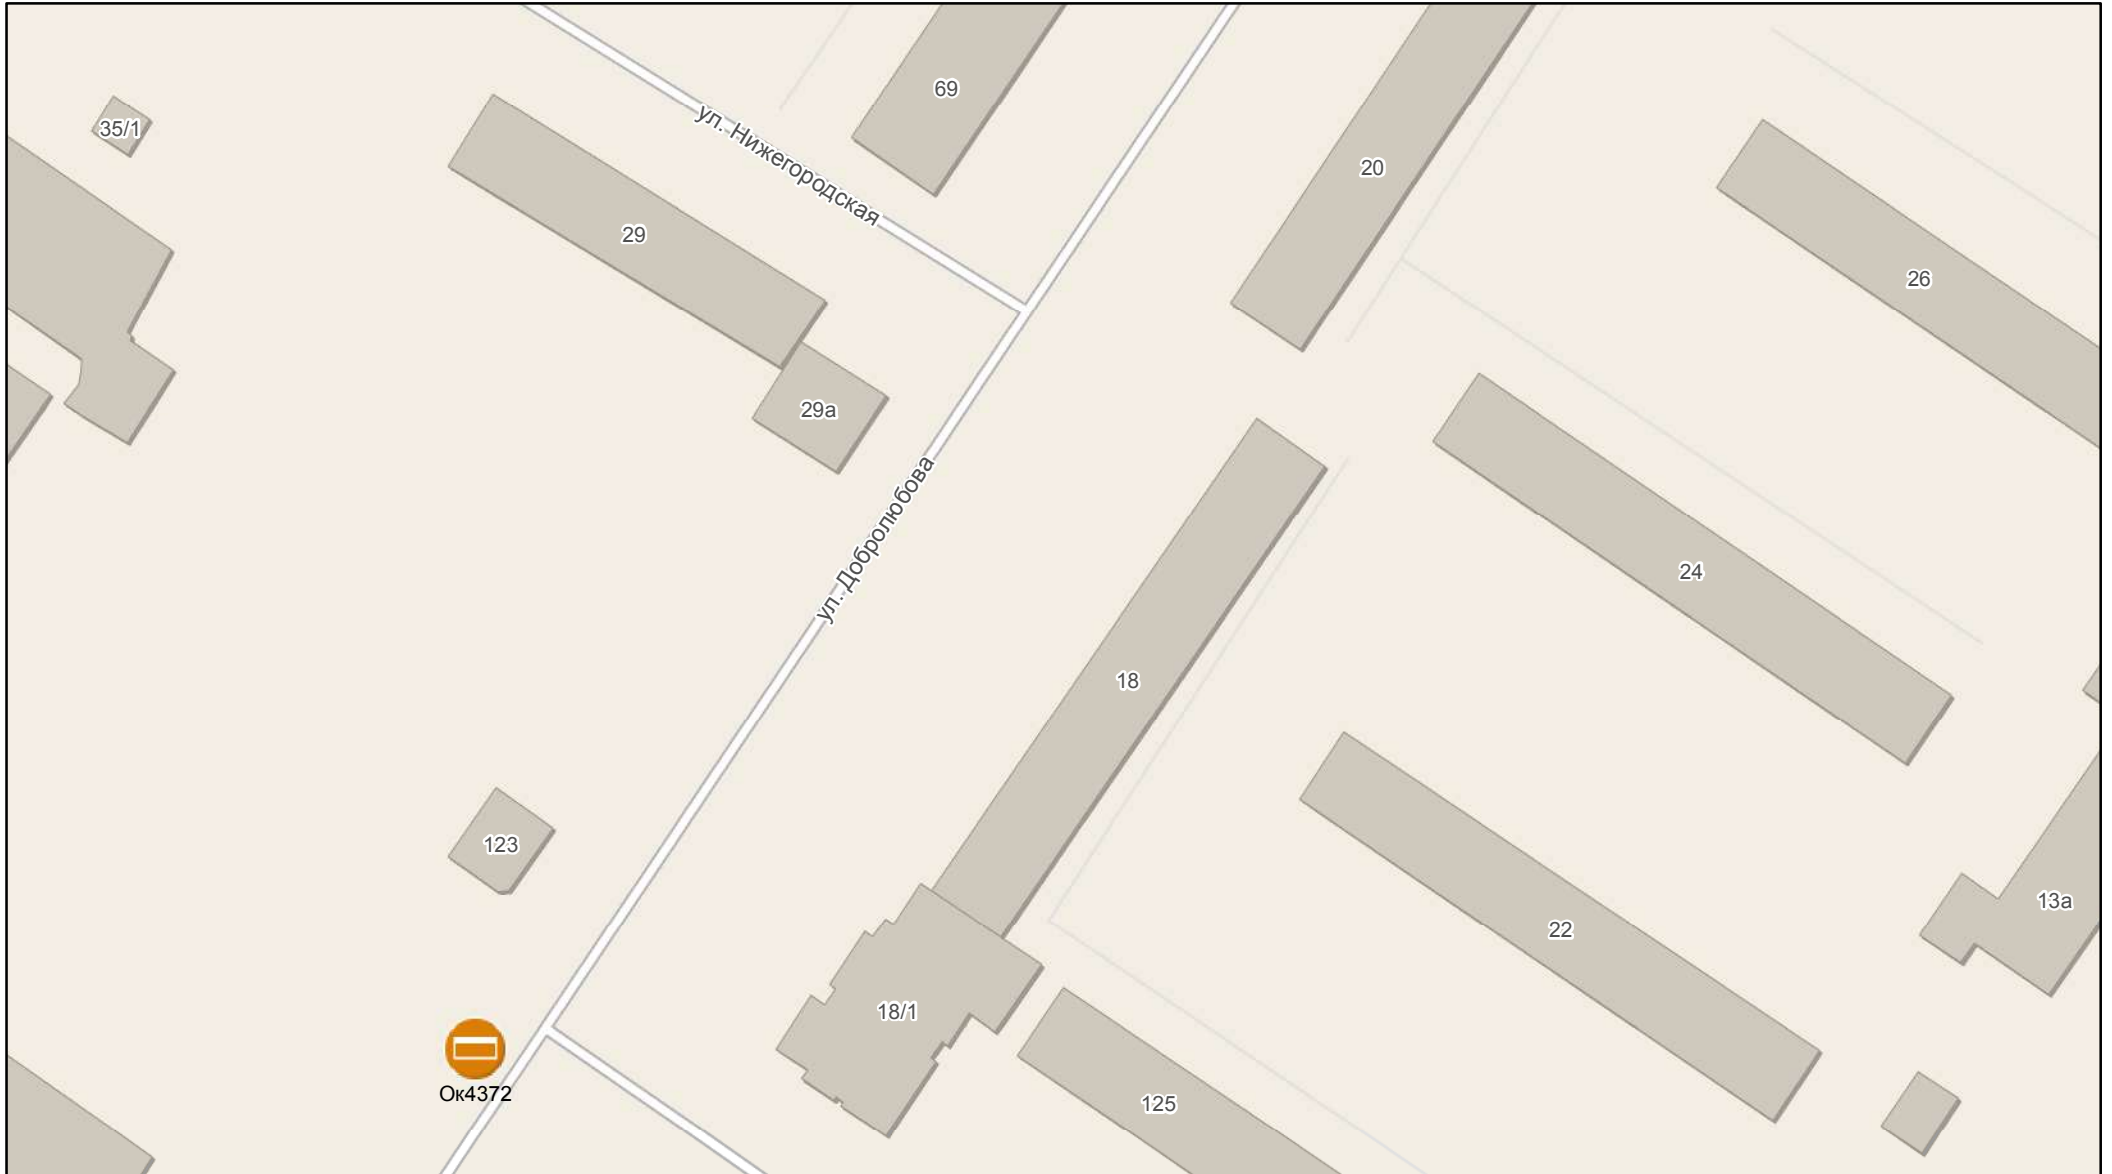 69
35/1
ул. Нижегородская
20
29
26
29а
ул. Добролюбова
24
18
123
13а
22
18/1
Ок4372
125